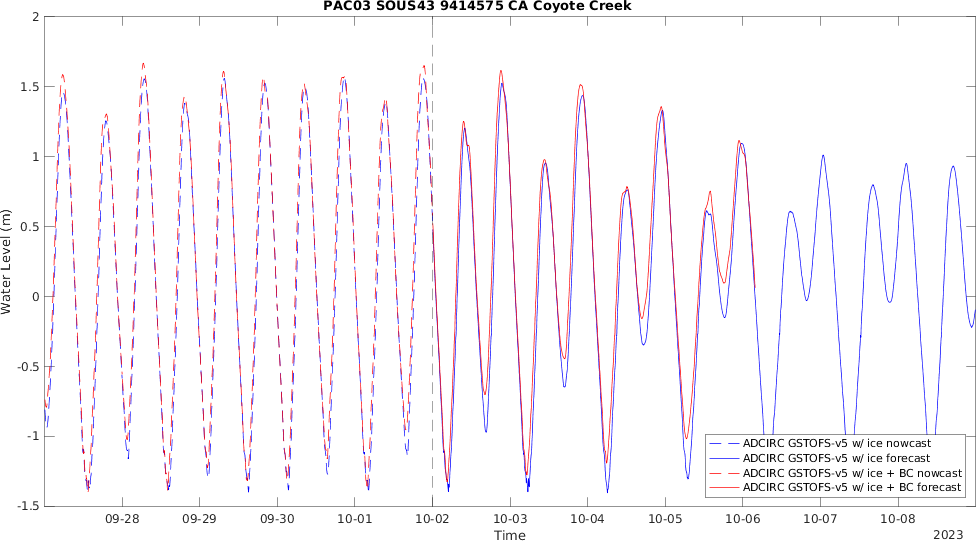 PAC03 SOUS43 9414575 CA Coyote Creek
2
1.5
1
0.5
0
-0.5
-1
-1.5
Water Level (m)
09-28 09-29 09-30 10-01 10-02 10-03 10-04 10-05 10-06 10-07 10-08
Time
2023
ADCIRC GSTOFS-v5 w/ ice nowcast
ADCIRC GSTOFS-v5 w/ ice forecast
ADCIRC GSTOFS-v5 w/ ice + BC nowcast
ADCIRC GSTOFS-v5 w/ ice + BC forecast